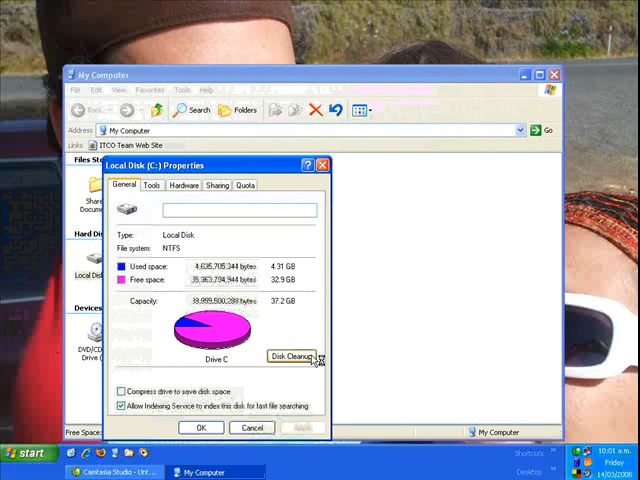 My Computer
File Edit View Favorites Tools Help
Back Search Folders
Address My Computer Go
Links ITCO Team Web Site
Files
Local Disk (C:) Properties
General Tools Hardware Sharing Quota
Share
Docume
Type: Local Disk
File system: NTFS
Hard Di
Used space: 4,635,705,344 bytes 4.31 GB
Local Disk
Free space: 35,363,794,944 bytes 32.9 GB
Capacity: 39,999,500,288 bytes 37.2 GB
Devices
DVD/CD
Drive (
Drive C
Disk Cleanup
Compress drive to save disk space
Allow Indexing Service to index this disk for fast file searching
OK Cancel Apply
Free Space: My Computer
start
Shortcuts
Desktop
Camtasia Studio - Unt...
My Computer
10:01 a.m.
Friday
14/03/2008